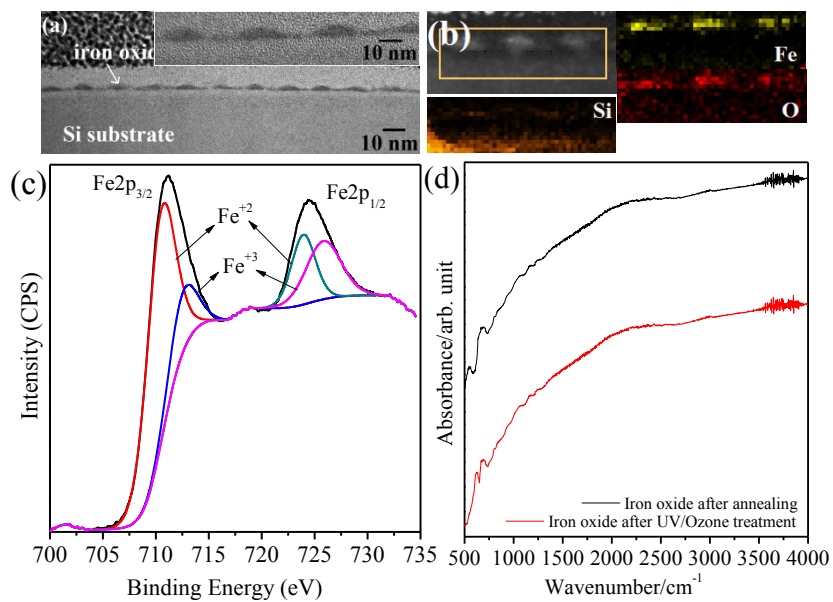 (a)
iron oxid
10 nm
Si substrate
10 nm
(b)
Fe
Si
O
(c)
Fe2p3/2
Fe2p1/2
Fe+2
Fe+3
Intensity (CPS)
700 705 710 715 720 725 730 735
Binding Energy (eV)
(d)
Absorbance/arb. unit
Iron oxide after annealing
Iron oxide after UV/Ozone treatment
500 1000 1500 2000 2500 3000 3500 4000
Wavenumber/cm-1